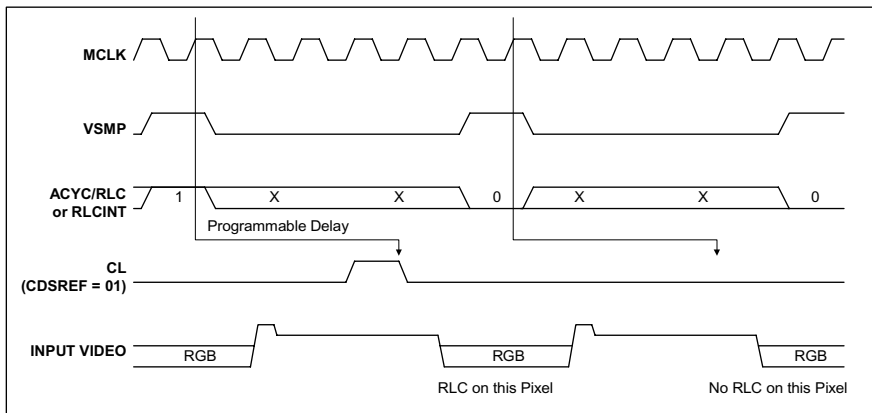 MCLK
VSMP
ACYC/RLC
or RLCINT
1 X X 0 X X 0
Programmable Delay
CL
(CDSREF = 01)
INPUT VIDEO
RGB RGB RGB
RLC on this Pixel No RLC on this Pixel